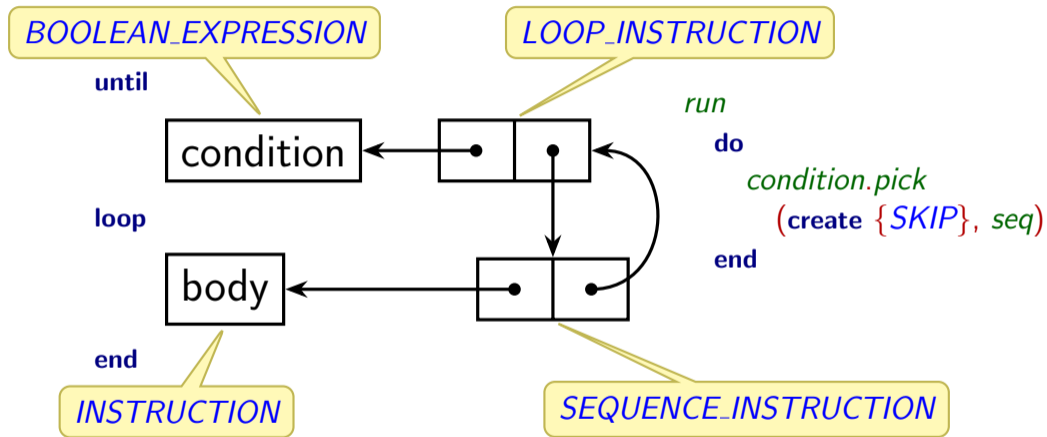 BOOLEAN_EXPRESSION
LOOP_INSTRUCTION
until
condition
loop
body
end
INSTRUCTION
SEQUENCE_INSTRUCTION
run
do
condition.pick
(create {SKIP}, seq)
end